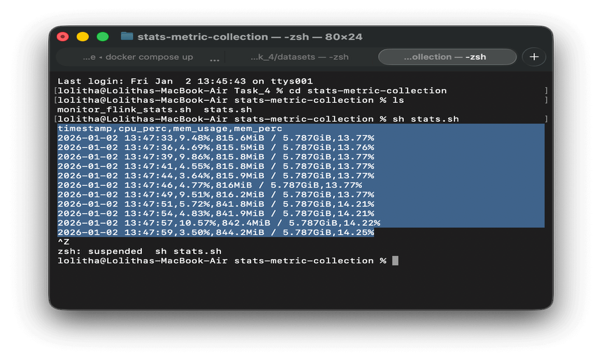 stats-metric-collection — -zsh — 80×24
...e • docker compose up ... ...k_4/datasets — -zsh ...ollection — -zsh +
Last login: Fri Jan  2 13:45:43 on ttys001
[lolitha@Lolithas-MacBook-Air Task_4 % cd stats-metric-collection ]
[lolitha@Lolithas-MacBook-Air stats-metric-collection % ls ]
monitor_flink_stats.sh  stats.sh
[lolitha@Lolithas-MacBook-Air stats-metric-collection % sh stats.sh ]
timestamp,cpu_perc,mem_usage,mem_perc
2026-01-02 13:47:33,9.48%,815.6MiB / 5.787GiB,13.77%
2026-01-02 13:47:36,4.69%,815.5MiB / 5.787GiB,13.76%
2026-01-02 13:47:39,9.86%,815.8MiB / 5.787GiB,13.77%
2026-01-02 13:47:41,4.55%,815.8MiB / 5.787GiB,13.77%
2026-01-02 13:47:44,3.64%,815.9MiB / 5.787GiB,13.77%
2026-01-02 13:47:46,4.77%,816MiB / 5.787GiB,13.77%
2026-01-02 13:47:49,9.51%,816.2MiB / 5.787GiB,13.77%
2026-01-02 13:47:51,5.72%,841.8MiB / 5.787GiB,14.21%
2026-01-02 13:47:54,4.83%,841.9MiB / 5.787GiB,14.21%
2026-01-02 13:47:57,10.57%,842.4MiB / 5.787GiB,14.22%
2026-01-02 13:47:59,3.50%,844.2MiB / 5.787GiB,14.25%
^Z
zsh: suspended  sh stats.sh
lolitha@Lolithas-MacBook-Air stats-metric-collection %